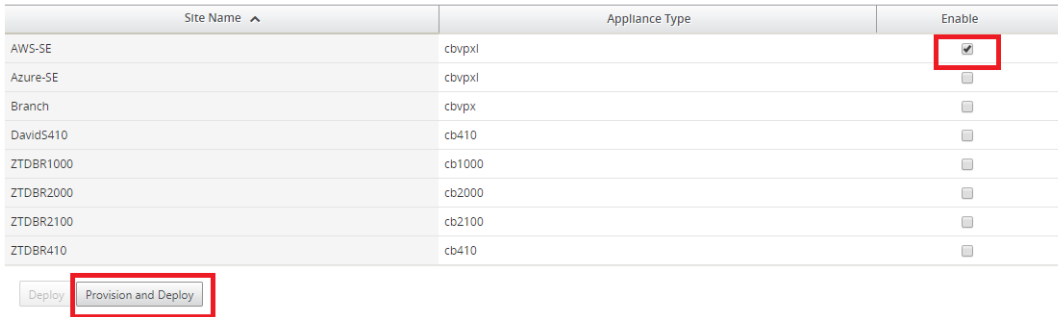 Site Name Appliance Type Enable
AWS-SE cbvpxl
Azure-SE cbvpxl
Branch cbvpx
DavidS410 cb410
ZTDBR1000 cb1000
ZTDBR2000 cb2000
ZTDBR2100 cb2100
ZTDBR410 cb410
Deploy Provision and Deploy